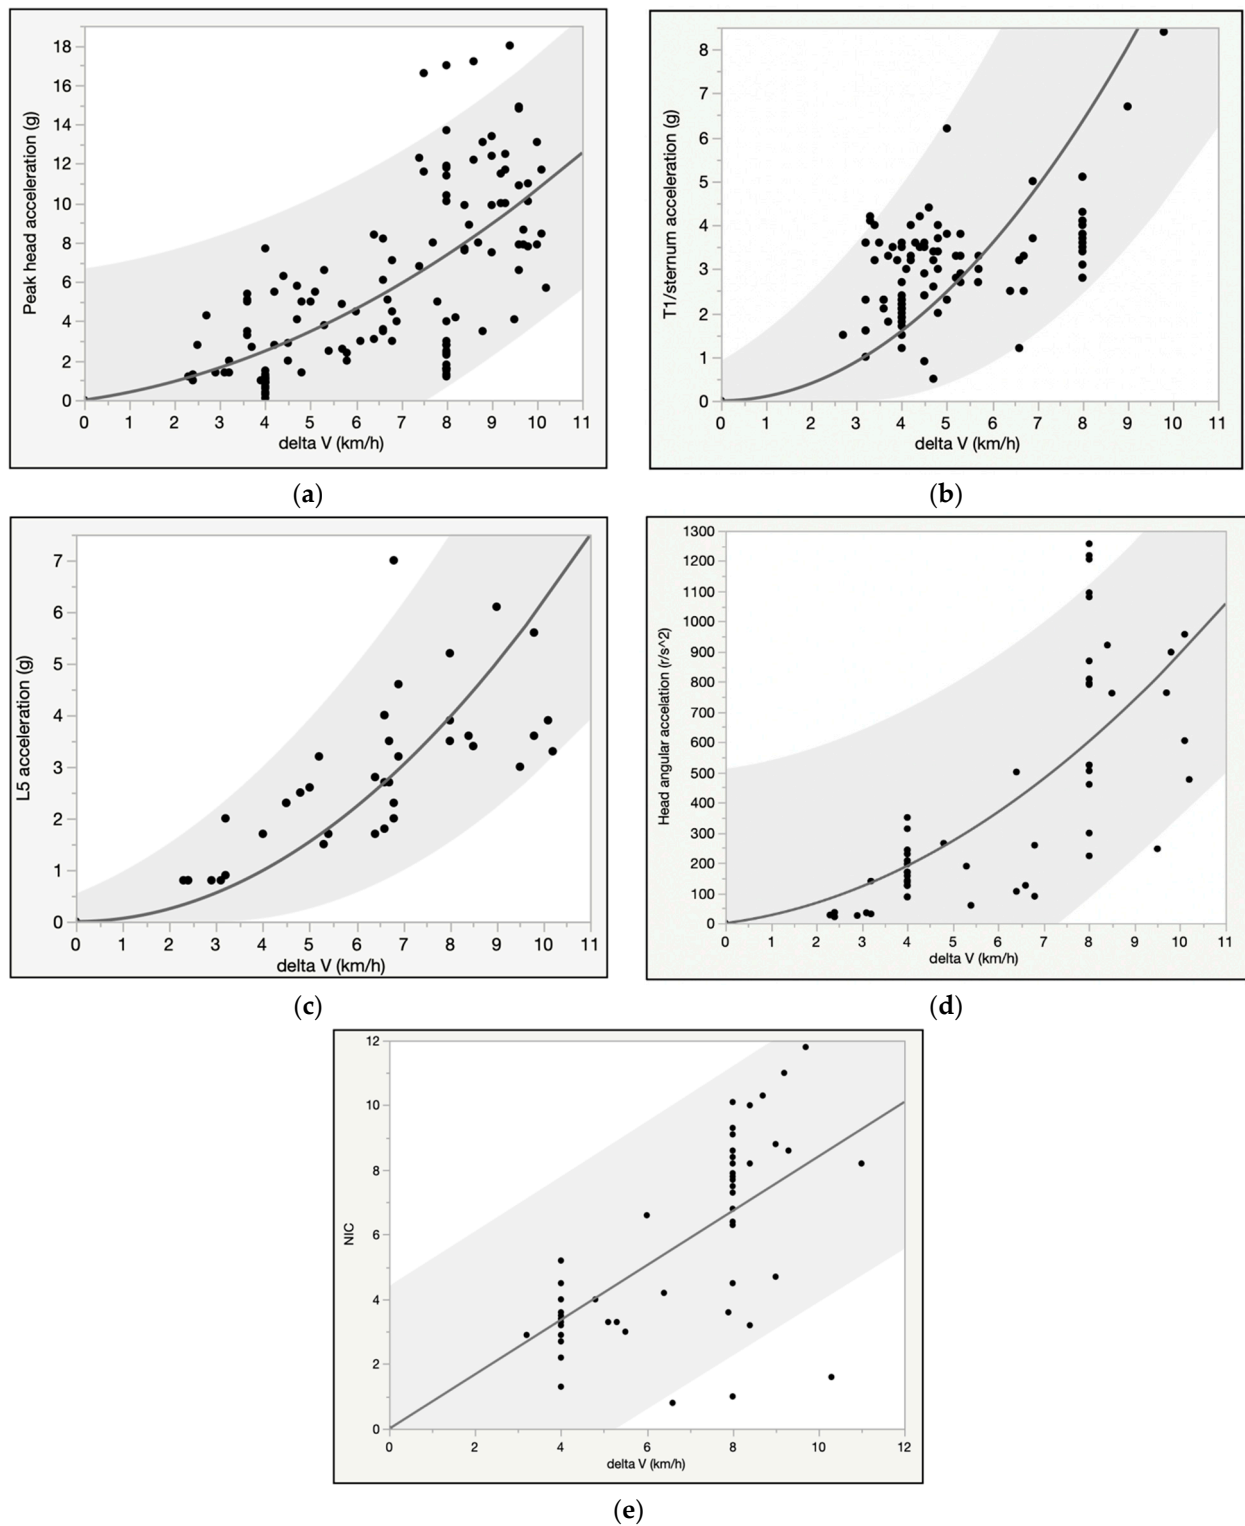 Peak head acceleration (g)
18
16
14
12
10
8
6
4
2
0
0 1 2 3 4 5 6 7 8 9 10 11
delta V (km/h)
(a)
T1/sternum acceleration (g)
8
7
6
5
4
3
2
1
0
0 1 2 3 4 5 6 7 8 9 10 11
delta V (km/h)
(b)
L5 acceleration (g)
7
6
5
4
3
2
1
0
0 1 2 3 4 5 6 7 8 9 10 11
delta V (km/h)
(c)
Head angular accelation (r/s^2)
1300
1200
1100
1000
900
800
700
600
500
400
300
200
100
0
0 1 2 3 4 5 6 7 8 9 10 11
delta V (km/h)
(d)
NIC
12
10
8
6
4
2
0
0 2 4 6 8 10 12
delta V (km/h)
(e)